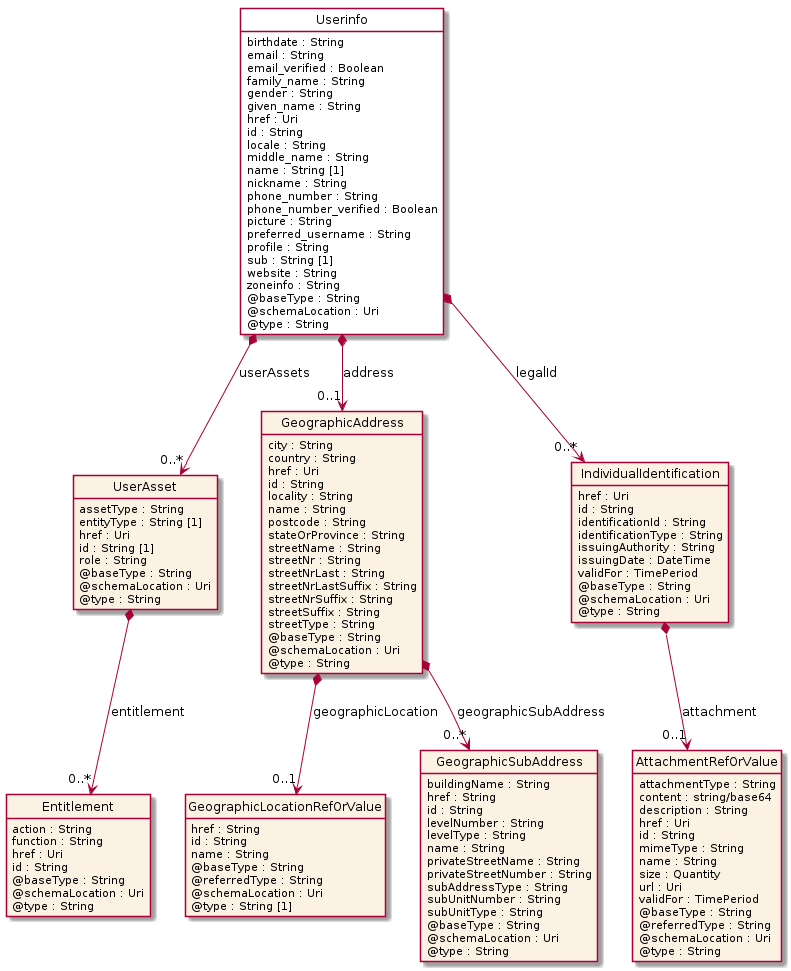 Userinfo
birthdate : String
email : String
email_verified : Boolean
family_name : String
gender : String
given_name : String
href : Uri
id : String
locale : String
middle_name : String
name : String [1]
nickname : String
phone_number : String
phone_number_verified : Boolean
picture : String
preferred_username : String
profile : String
sub : String [1]
website : String
zoneinfo : String
@baseType : String
@schemaLocation : Uri
@type : String
userAssets
address
legalId
0..*
0..1
0..*
UserAsset
assetType : String
entityType : String [1]
href : Uri
id : String [1]
role : String
@baseType : String
@schemaLocation : Uri
@type : String
GeographicAddress
city : String
country : String
href : Uri
id : String
locality : String
name : String
postcode : String
stateOrProvince : String
streetName : String
streetNr : String
streetNrLast : String
streetNrLastSuffix : String
streetNrSuffix : String
streetSuffix : String
streetType : String
@baseType : String
@schemaLocation : Uri
@type : String
IndividualIdentification
href : Uri
id : String
identificationId : String
identificationType : String
issuingAuthority : String
issuingDate : DateTime
validFor : TimePeriod
@baseType : String
@schemaLocation : Uri
@type : String
entitlement
geographicLocation
geographicSubAddress
attachment
0..*
0..1
0..*
0..1
Entitlement
action : String
function : String
href : Uri
id : String
@baseType : String
@schemaLocation : Uri
@type : String
GeographicLocationRefOrValue
href : String
id : String
name : String
@baseType : String
@referredType : String
@schemaLocation : Uri
@type : String [1]
GeographicSubAddress
buildingName : String
href : String
id : String
levelNumber : String
levelType : String
name : String
privateStreetName : String
privateStreetNumber : String
subAddressType : String
subUnitNumber : String
subUnitType : String
@baseType : String
@schemaLocation : Uri
@type : String
AttachmentRefOrValue
attachmentType : String
content : string/base64
description : String
href : Uri
id : String
mimeType : String
name : String
size : Quantity
url : Uri
validFor : TimePeriod
@baseType : String
@referredType : String
@schemaLocation : Uri
@type : String